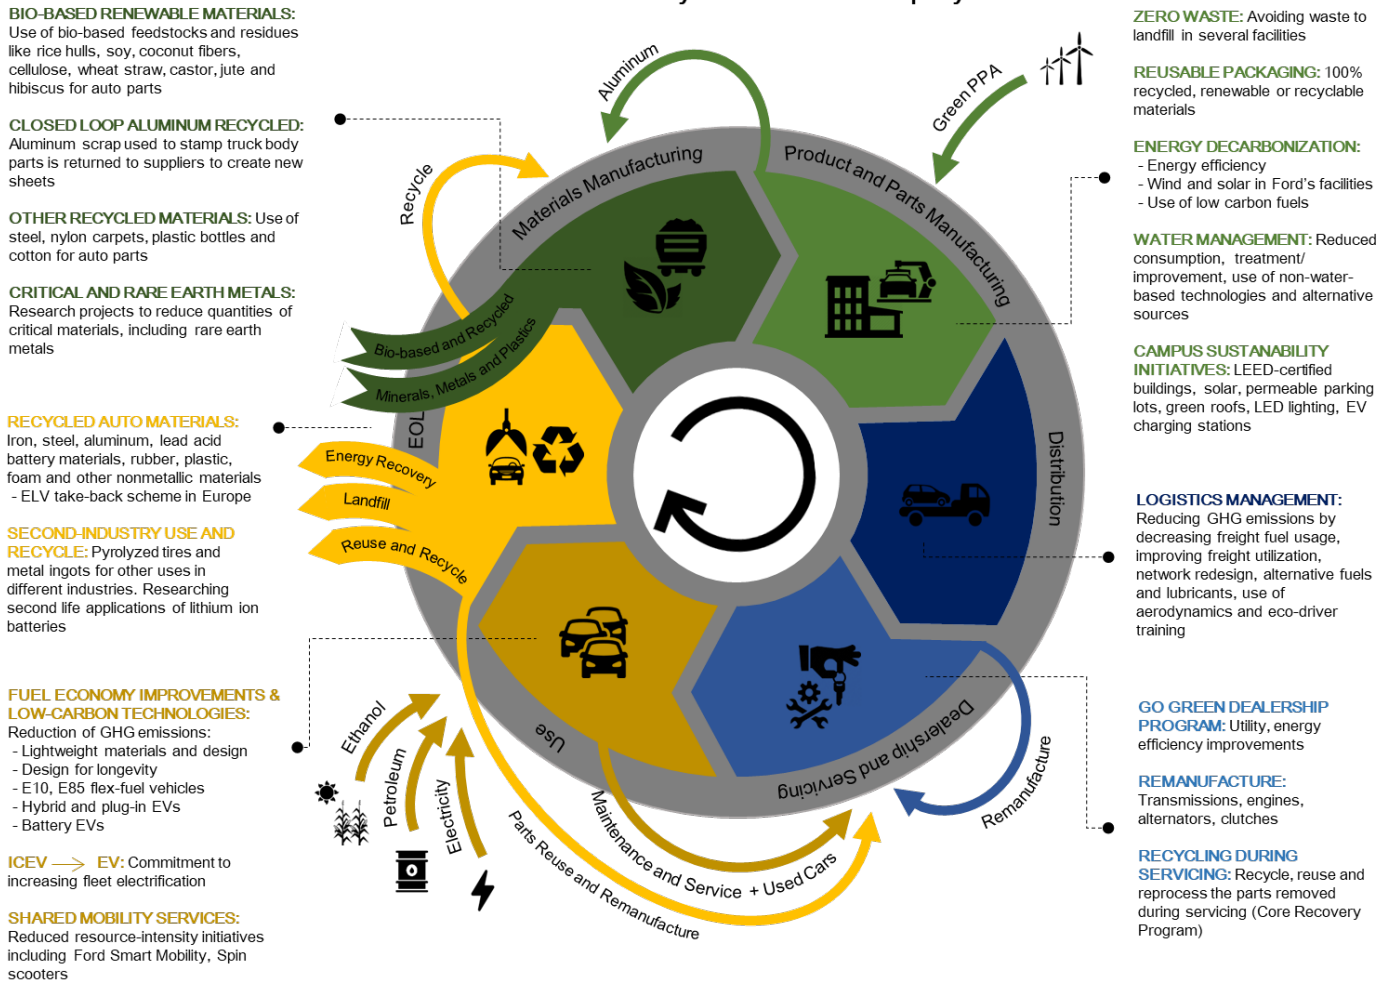 BIO-BASED RENEWABLE MATERIALS:
Use of bio-based feedstocks and residues
like rice hulls, soy, coconut fibers,
cellulose, wheat straw, castor, jute and
hibiscus for auto parts
CLOSED LOOP ALUMINUM RECYCLED:
Aluminum scrap used to stamp truck body
parts is returned to suppliers to create new
sheets
OTHER RECYCLED MATERIALS: Use of
steel, nylon carpets, plastic bottles and
cotton for auto parts
CRITICAL AND RARE EARTH METALS:
Research projects to reduce quantities of
critical materials, including rare earth
metals
RECYCLED AUTO MATERIALS:
Iron, steel, aluminum, lead acid
battery materials, rubber, plastic,
foam and other nonmetallic materials
- ELV take-back scheme in Europe
SECOND-INDUSTRY USE AND
RECYCLE: Pyrolyzed tires and
metal ingots for other uses in
different industries. Researching
second life applications of lithium ion
batteries
FUEL ECONOMY IMPROVEMENTS &
LOW-CARBON TECHNOLOGIES:
Reduction of GHG emissions:
- Lightweight materials and design
- Design for longevity
- E10, E85 flex-fuel vehicles
- Hybrid and plug-in EVs
- Battery EVs
ICEV → EV: Commitment to
increasing fleet electrification
SHARED MOBILITY SERVICES:
Reduced resource-intensity initiatives
including Ford Smart Mobility, Spin
scooters
Aluminum
Green PPA
Recycle
Materials Manufacturing
Product and Parts Manufacturing
Bio-based and Recycled
Minerals, Metals and Plastics
EOL
Energy Recovery
Landfill
Reuse and Recycle
Distribution
Use
Dealership and Servicing
Ethanol
Petroleum
Electricity
Parts Reuse and Remanufacture
Maintenance and Service + Used Cars
Remanufacture
ZERO WASTE: Avoiding waste to
landfill in several facilities
REUSABLE PACKAGING: 100%
recycled, renewable or recyclable
materials
ENERGY DECARBONIZATION:
- Energy efficiency
- Wind and solar in Ford's facilities
- Use of low carbon fuels
WATER MANAGEMENT: Reduced
consumption, treatment/
improvement, use of non-water-
based technologies and alternative
sources
CAMPUS SUSTANABILITY
INITIATIVES: LEED-certified
buildings, solar, permeable parking
lots, green roofs, LED lighting, EV
charging stations
LOGISTICS MANAGEMENT:
Reducing GHG emissions by
decreasing freight fuel usage,
improving freight utilization,
network redesign, alternative fuels
and lubricants, use of
aerodynamics and eco-driver
training
GO GREEN DEALERSHIP
PROGRAM: Utility, energy
efficiency improvements
REMANUFACTURE:
Transmissions, engines,
alternators, clutches
RECYCLING DURING
SERVICING: Recycle, reuse and
reprocess the parts removed
during servicing (Core Recovery
Program)